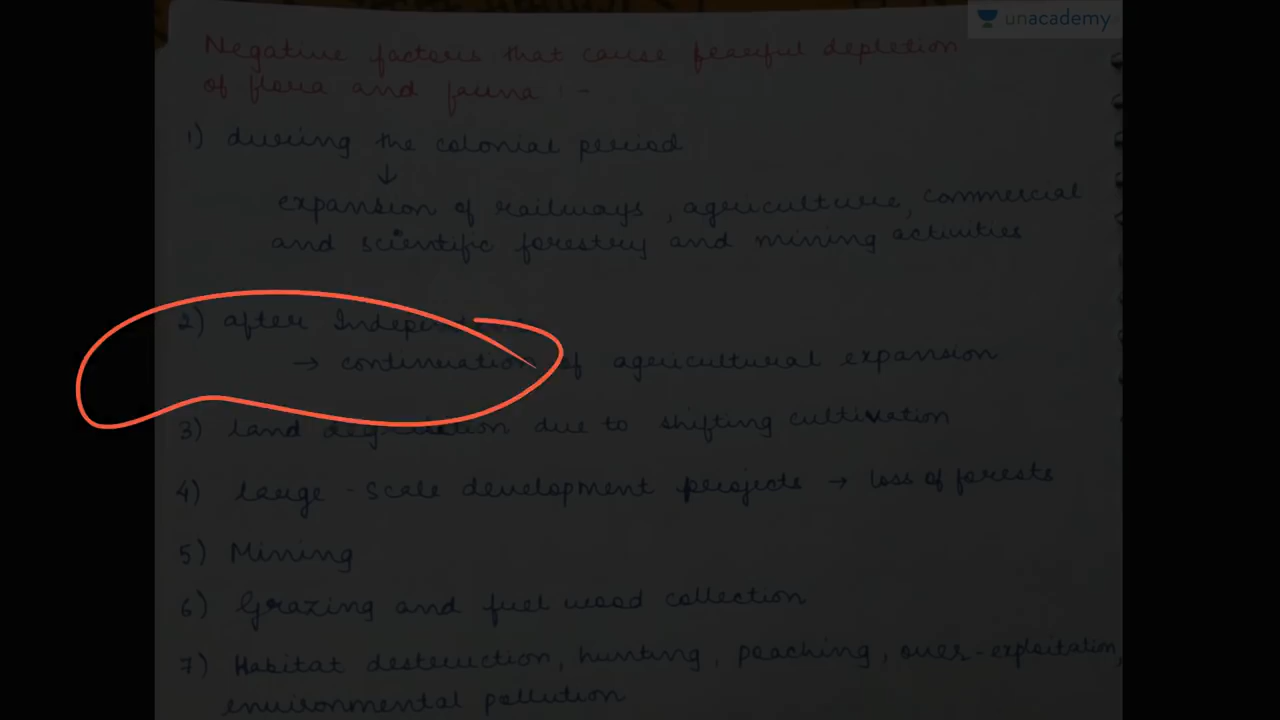 unacademy
Negative factors that cause fearful depletion
of flora and fauna :-
1) during the colonial period
↓
expansion of railways, agriculture, commercial
and scientific forestry and mining activities
2) after
→ continuation of agricultural expansion
3) land due to shifting cultivation
4) large-scale development projects → loss of forests
5) Mining
6) Grazing and fuel wood collection
7) Habitat destruction, hunting, poaching, over-exploitation,
environmental pollution